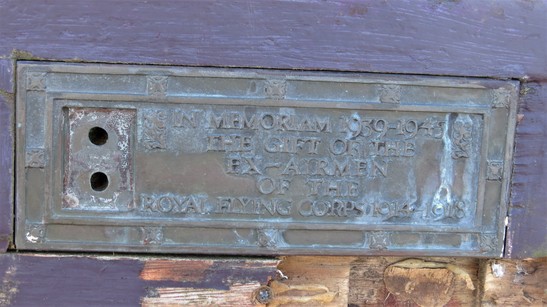 IN MEMORIAM 1939-1945
THE GIFT OF THE
EX-AIRMEN
OF THE
ROYAL FLYING CORPS 1914-1918